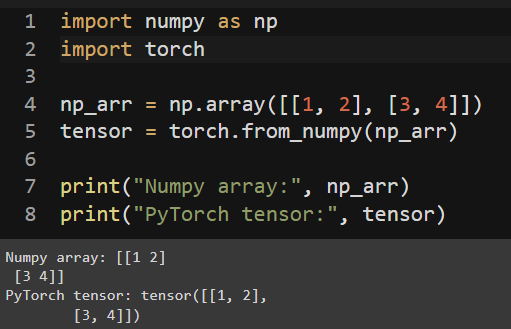 1 import numpy as np
2 import torch
3
4 np_arr = np.array([[1, 2], [3, 4]])
5 tensor = torch.from_numpy(np_arr)
6
7 print("Numpy array:", np_arr)
8 print("PyTorch tensor:", tensor)
Numpy array: [[1 2]
 [3 4]]
PyTorch tensor: tensor([[1, 2],
        [3, 4]])